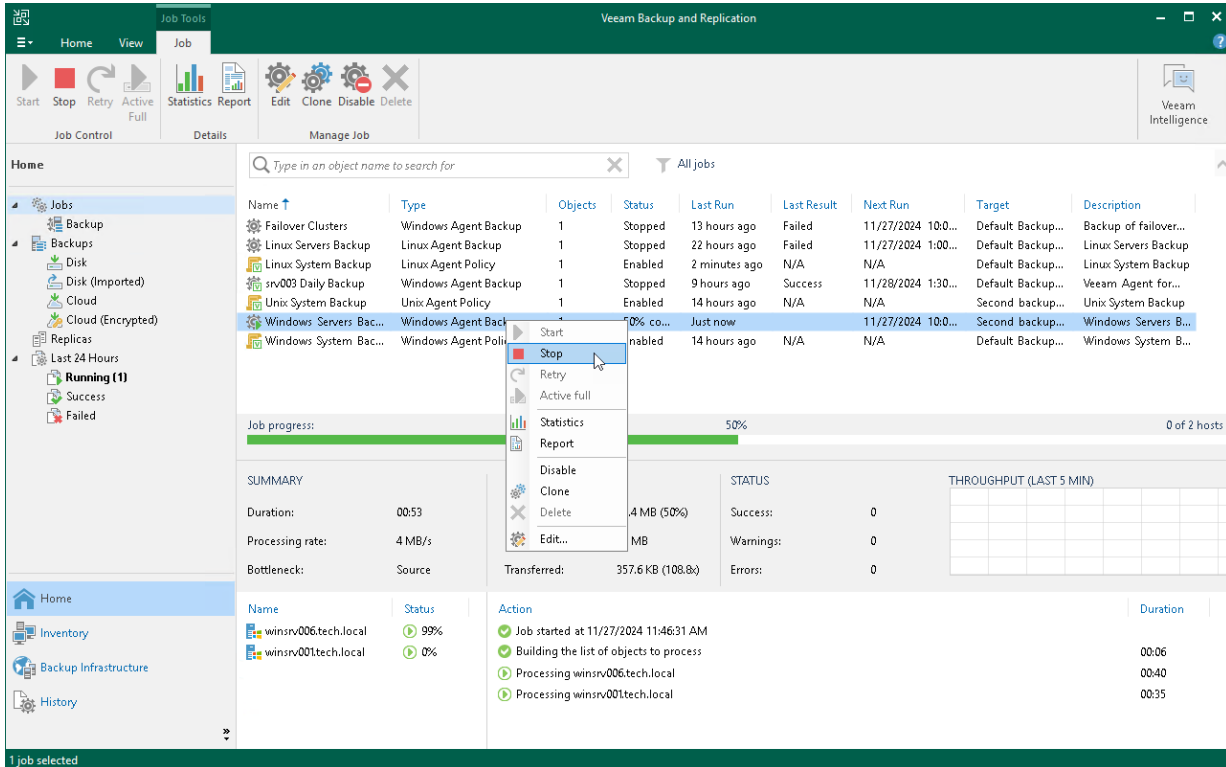 Job Tools
Veeam Backup and Replication
Home View Job
Start Stop Retry Active Full
Statistics Report
Edit Clone Disable Delete
Veeam Intelligence
Job Control Details Manage Job
Home
Type in an object name to search for
All jobs
Jobs
Backup
Backups
Disk
Disk (Imported)
Cloud
Cloud (Encrypted)
Replicas
Last 24 Hours
Running (1)
Success
Failed
Name Type Objects Status Last Run Last Result Next Run Target Description
Failover Clusters Windows Agent Backup 1 Stopped 13 hours ago Failed 11/27/2024 10:0... Default Backup... Backup of failover...
Linux Servers Backup Linux Agent Backup 1 Stopped 22 hours ago Failed 11/27/2024 1:00... Default Backup... Linux Servers Backup
Linux System Backup Linux Agent Policy 1 Enabled 2 minutes ago N/A N/A Default Backup... Linux System Backup
srv003 Daily Backup Windows Agent Backup 1 Stopped 9 hours ago Success 11/28/2024 1:30... Default Backup... Veeam Agent for...
Unix System Backup Unix Agent Policy 1 Enabled 14 hours ago N/A N/A Second backup... Unix System Backup
Windows Servers Bac... Windows Agent Back 50% co... Just now 11/27/2024 10:0... Second backup... Windows Servers B...
Windows System Bac... Windows Agent Poli nabled 14 hours ago N/A N/A Default Backup... Windows System B...
Start
Stop
Retry
Active full
Statistics
Report
Disable
Clone
Delete
Edit...
Job progress: 50% 0 of 2 hosts
SUMMARY STATUS THROUGHPUT (LAST 5 MIN)
Duration: 00:53 .4 MB (50%) Success: 0
Processing rate: 4 MB/s MB Warnings: 0
Bottleneck: Source Transferred: 357.6 KB (108.8x) Errors: 0
Home
Inventory
Backup Infrastructure
History
Name Status
winsrv006.tech.local 99%
winsrv001.tech.local 0%
Action Duration
Job started at 11/27/2024 11:46:31 AM
Building the list of objects to process 00:06
Processing winsrv006.tech.local 00:40
Processing winsrv001.tech.local 00:35
1 job selected